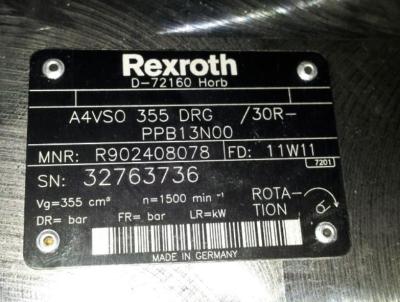 Rexroth
D-72160 Horb
A4VSO 355 DRG /30R-
PPB13N00
MNR: R902408078 FD: 11W11
7201
SN: 32763736
Vg=355 cm³ n=1500 min⁻¹ ROTA-
TION
DR= bar FR= bar LR=kW
MADE IN GERMANY